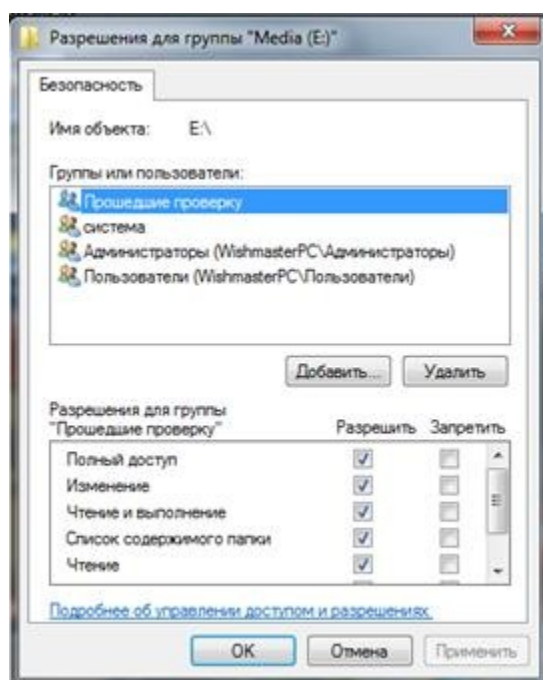 Разрешения для группы "Media (E:)"
Безопасность
Имя объекта: E:\
Группы или пользователи:
Прошедшие проверку
система
Администраторы (WishmasterPC\Администраторы)
Пользователи (WishmasterPC\Пользователи)
Добавить... Удалить
Разрешения для группы
"Прошедшие проверку" Разрешить Запретить
Полный доступ
Изменение
Чтение и выполнение
Список содержимого папки
Чтение
Подробнее об управлении доступом и разрешениях
OK Отмена Применить